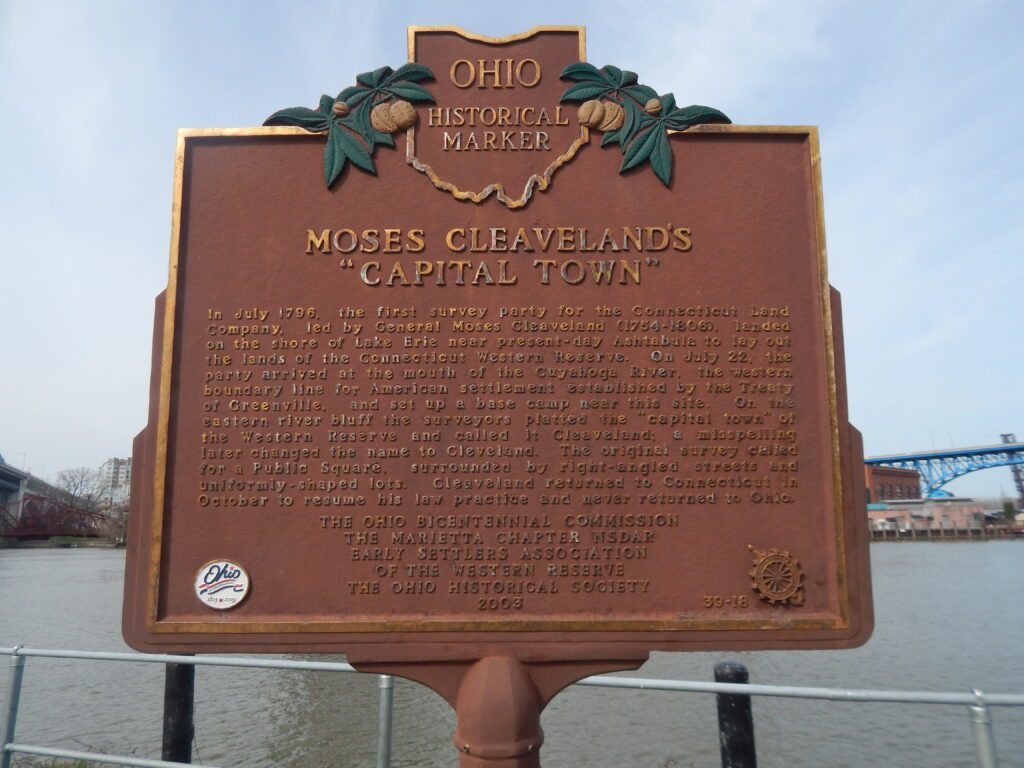 OHIO
HISTORICAL
MARKER
MOSES CLEAVELAND'S
"CAPITAL TOWN"
In July 1796, the first survey party for the Connecticut Land
Company, led by General Moses Cleaveland (1754-1806), landed
on the shore of Lake Erie near present-day Ashtabula to lay out
the lands of the Connecticut Western Reserve. On July 22, the
party arrived at the mouth of the Cuyahoga River, the western
boundary line for American settlement established by the Treaty
of Greenville, and set up a base camp near this site. On the
eastern river bluff the surveyors platted the "capital town" of
the Western Reserve and called it Cleaveland; a misspelling
later changed the name to Cleveland. The original survey called
for a Public Square, surrounded by right-angled streets and
uniformly-shaped lots. Cleaveland returned to Connecticut in
October to resume his law practice and never returned to Ohio.
THE OHIO BICENTENNIAL COMMISSION
THE MARIETTA CHAPTER NSDAR
EARLY SETTLERS ASSOCIATION
OF THE WESTERN RESERVE
THE OHIO HISTORICAL SOCIETY
2003
39-18
Ohio